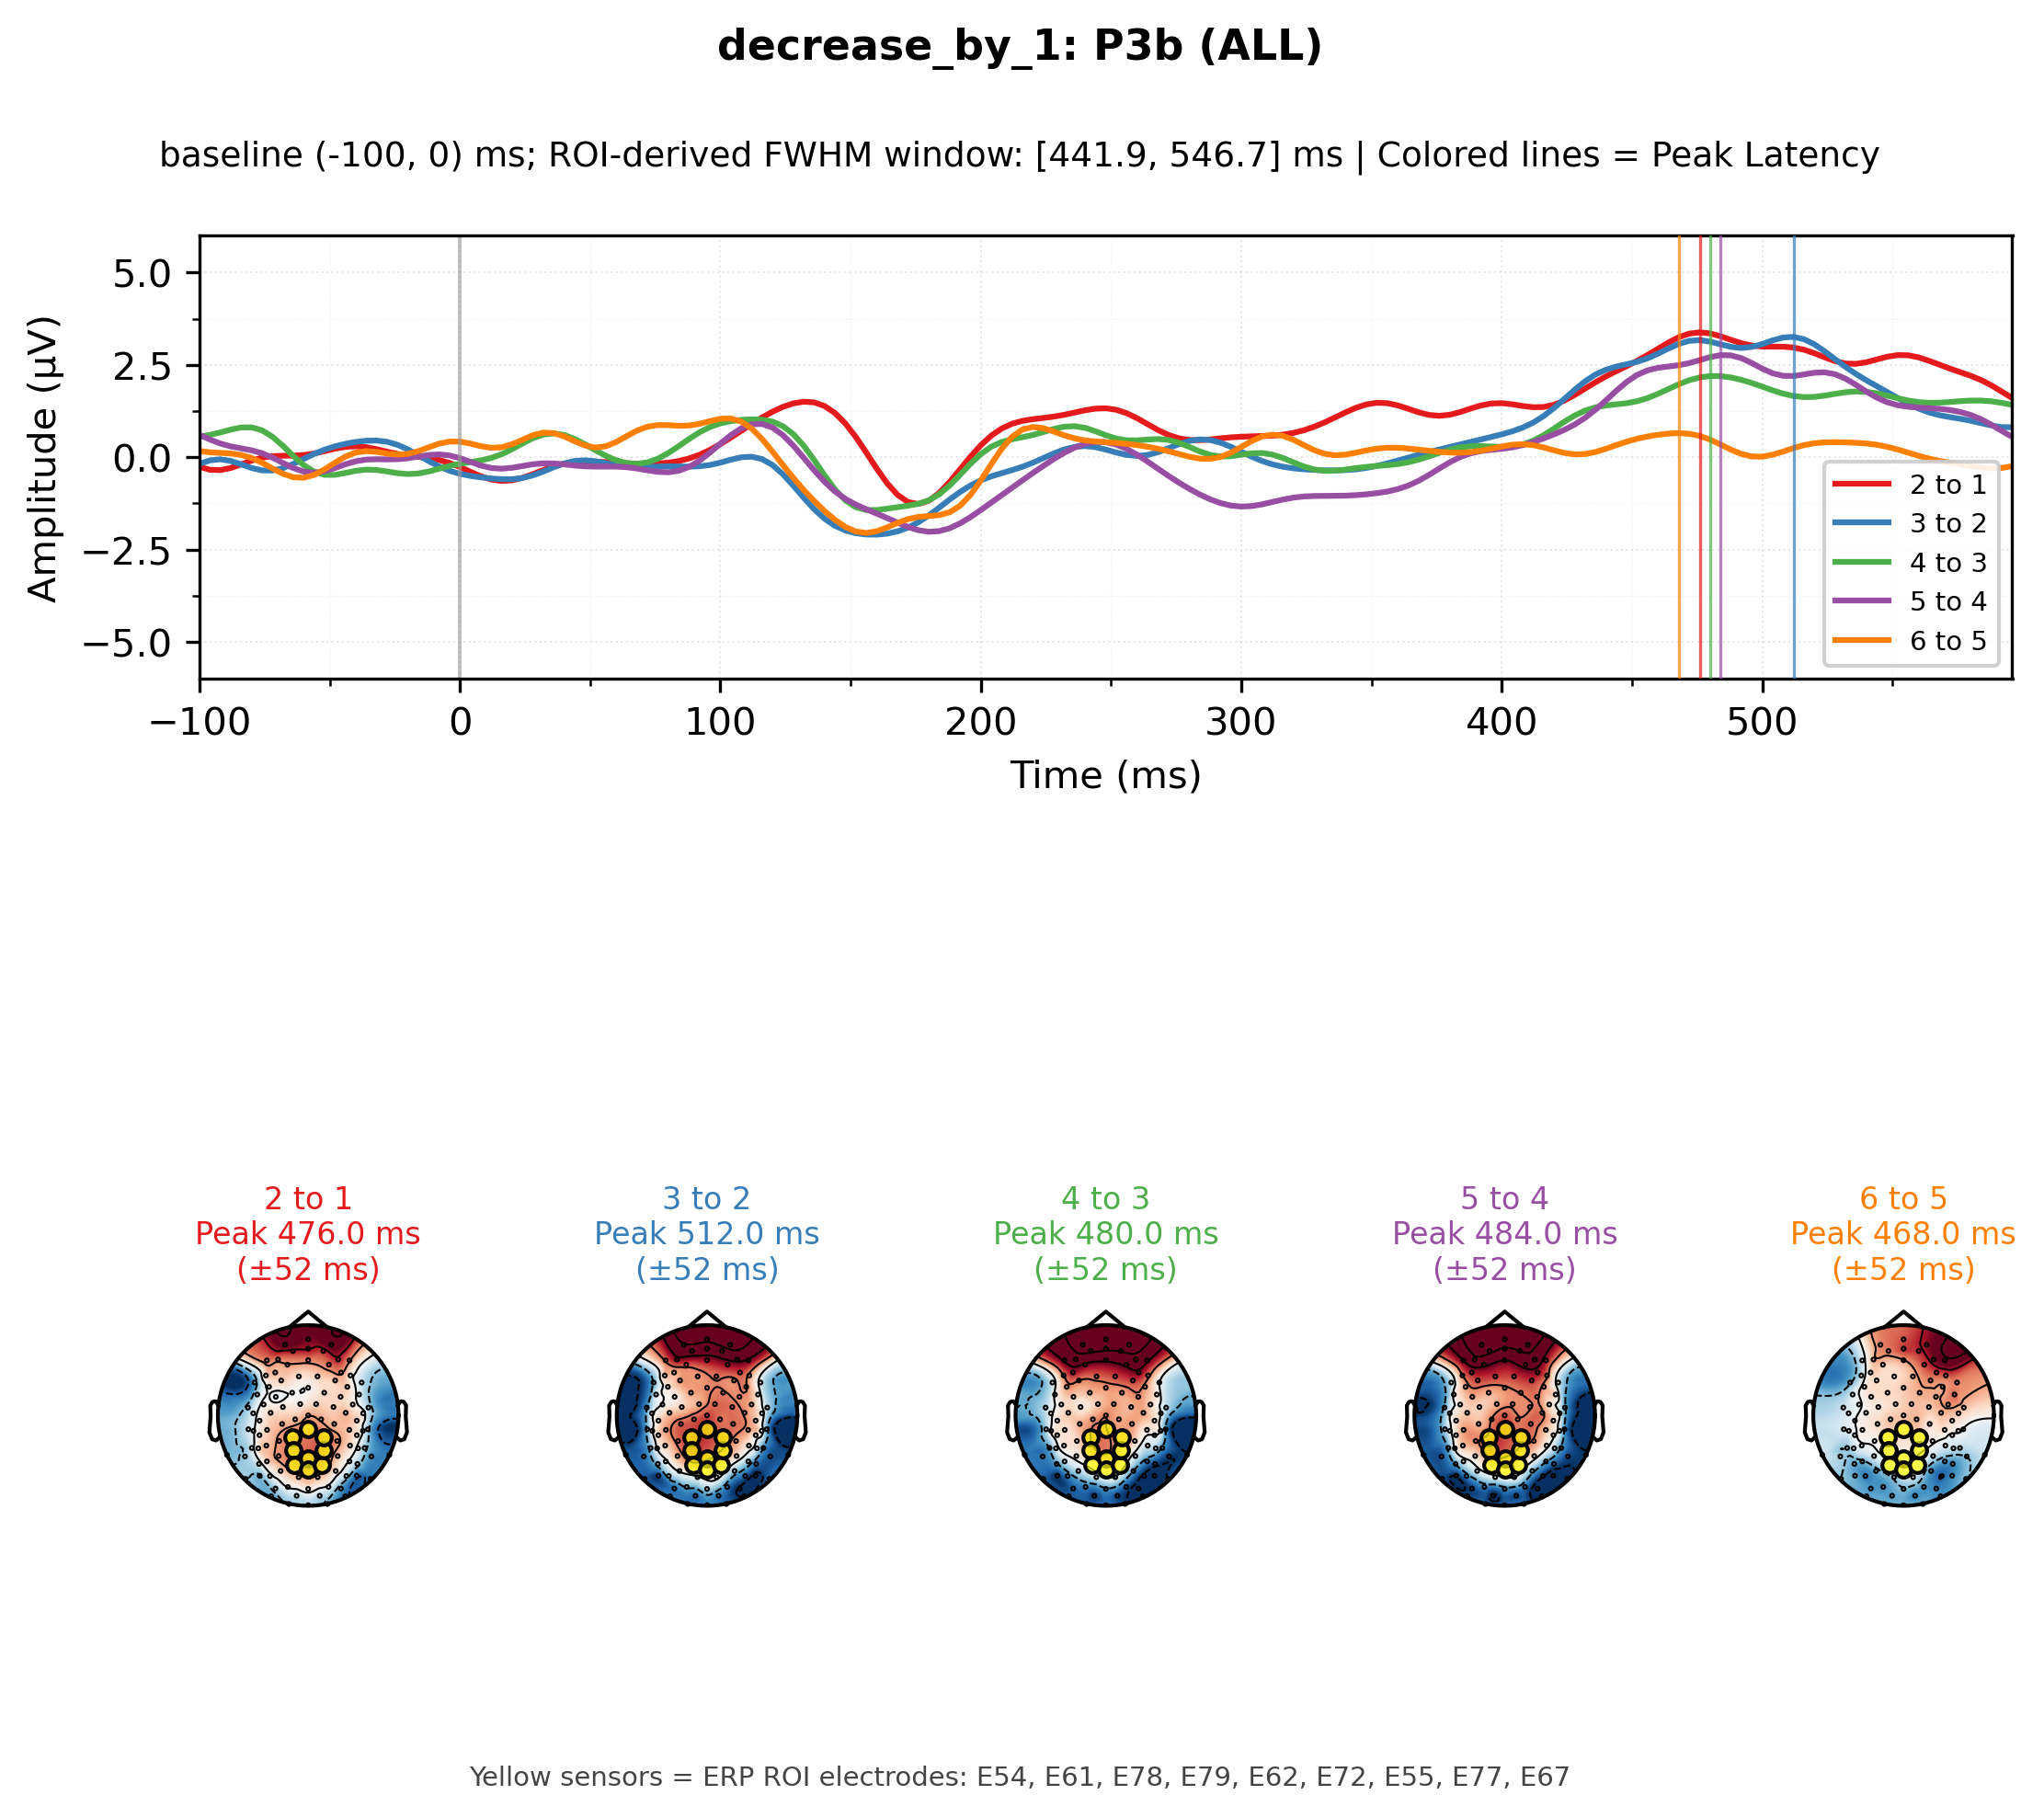 decrease_by_1: P3b (ALL)
baseline (-100, 0) ms; ROI-derived FWHM window: [441.9, 546.7] ms | Colored lines = Peak Latency
Amplitude (µV)
5.0
2.5
0.0
−2.5
−5.0
2 to 1
3 to 2
4 to 3
5 to 4
6 to 5
−100 0 100 200 300 400 500
Time (ms)
2 to 1
Peak 476.0 ms
(±52 ms)
3 to 2
Peak 512.0 ms
(±52 ms)
4 to 3
Peak 480.0 ms
(±52 ms)
5 to 4
Peak 484.0 ms
(±52 ms)
6 to 5
Peak 468.0 ms
(±52 ms)
Yellow sensors = ERP ROI electrodes: E54, E61, E78, E79, E62, E72, E55, E77, E67